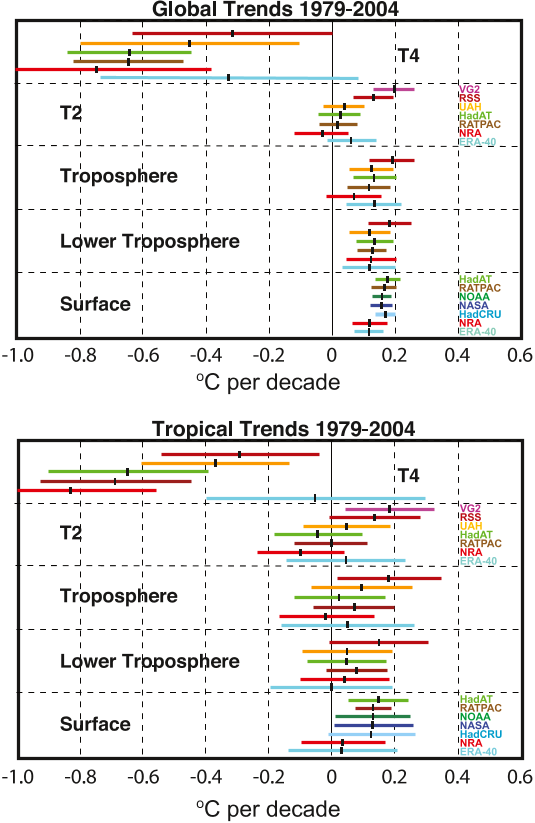 Global Trends 1979-2004
T4
T2
VG2
RSS
UAH
HadAT
RATPAC
NRA
ERA-40
Troposphere
Lower Troposphere
Surface
HadAT
RATPAC
NOAA
NASA
HadCRU
NRA
ERA-40
-1.0 -0.8 -0.6 -0.4 -0.2 0 0.2 0.4 0.6
°C per decade
Tropical Trends 1979-2004
T4
T2
VG2
RSS
UAH
HadAT
RATPAC
NRA
ERA-40
Troposphere
Lower Troposphere
Surface
HadAT
RATPAC
NOAA
NASA
HadCRU
NRA
ERA-40
-1.0 -0.8 -0.6 -0.4 -0.2 0 0.2 0.4 0.6
°C per decade